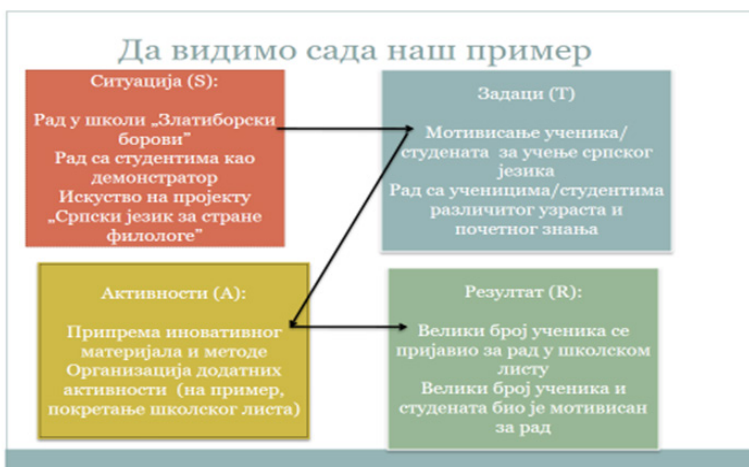 Да видимо сада наш пример
Ситуација (S):
Рад у школи „Златиборски
борови”
Рад са студентима као
демонстратор
Искуство на пројекту
„Српски језик за стране
филологе”
Задаци (Т)
Мотивисање ученика/
студената за учење српског
језика
Рад са ученицима/студентима
различитог узраста и
почетног знања
Активности (А):
Припрема иновативног
материјала и методе
Организација додатних
активности (на пример,
покретање школског листа)
Резултат (R):
Велики број ученика се
пријавио за рад у школском
листу
Велики број ученика и
студената био је мотивисан
за рад